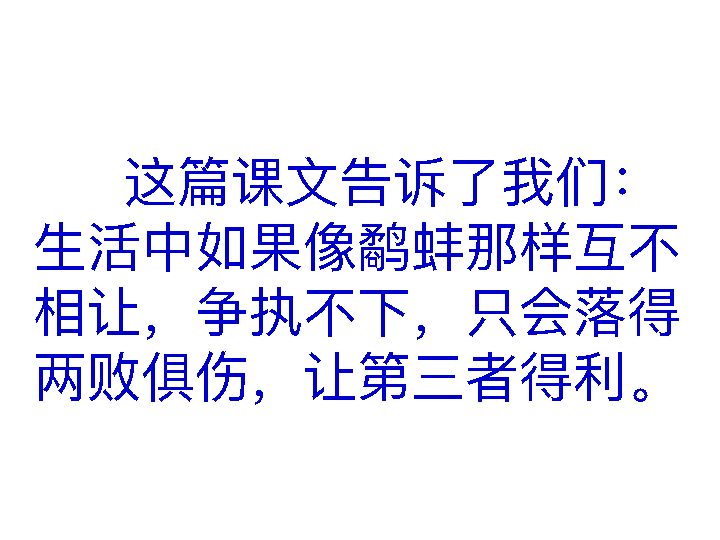 这篇课文告诉了我们：
生活中如果像鹬蚌那样互不
相让，争执不下，只会落得
两败俱伤，让第三者得利。